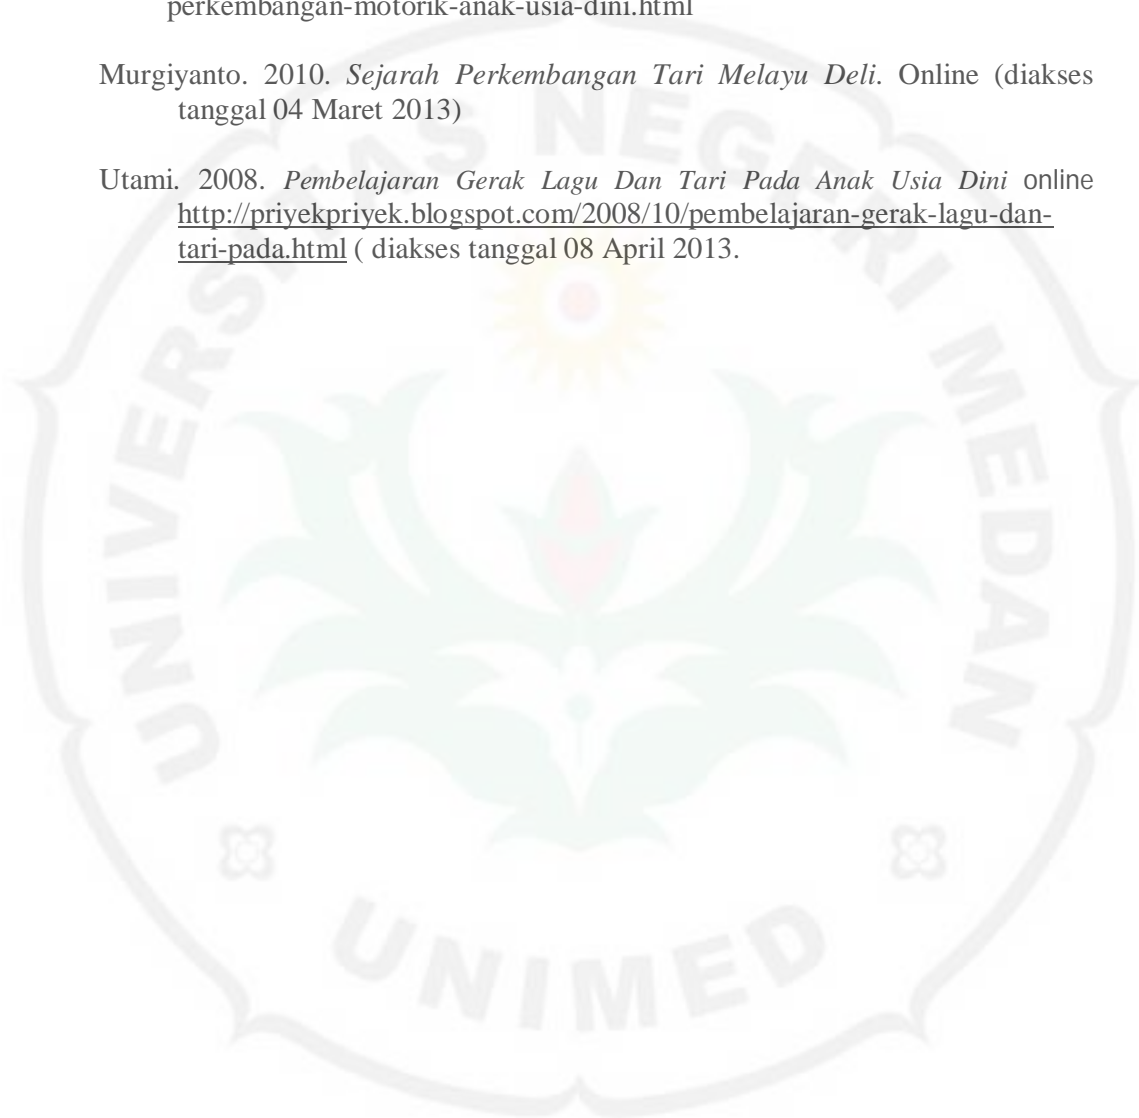 perkembangan-motorik-anak-usia-dini.html
Murgiyanto. 2010. Sejarah Perkembangan Tari Melayu Deli. Online (diakses
tanggal 04 Maret 2013)
Utami. 2008. Pembelajaran Gerak Lagu Dan Tari Pada Anak Usia Dini online
http://priyekpriyek.blogspot.com/2008/10/pembelajaran-gerak-lagu-dan-
tari-pada.html ( diakses tanggal 08 April 2013.
UNIVERSITAS NEGERI MEDAN
UNIMED